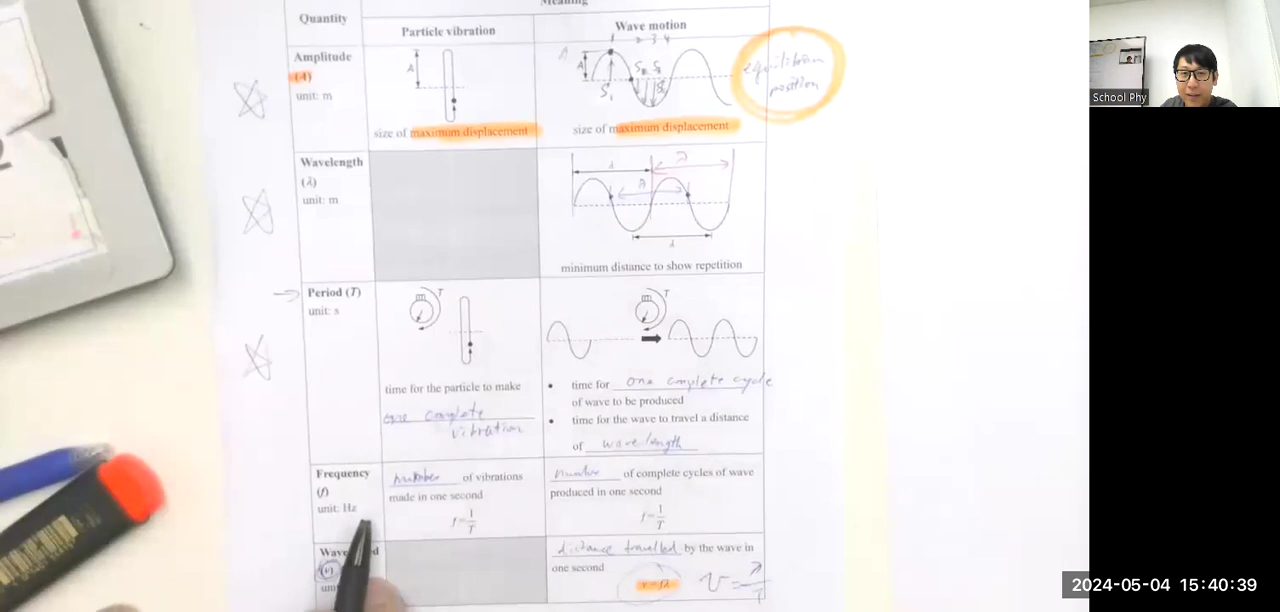 Meaning
Quantity
Particle vibration
Wave motion
Amplitude
(A)
unit: m
A
size of maximum displacement
A
A
3 4
S₁
equilibrium
position
size of maximum displacement
Wavelength
(λ)
unit: m
λ
λ
λ
λ
minimum distance to show repetition
Period (T)
unit: s
T
time for the particle to make
one complete
vibration
T
• time for one complete cycle
of wave to be produced
• time for the wave to travel a distance
of wavelength
Frequency
(f)
unit: Hz
number of vibrations
made in one second
f = 1/T
number of complete cycles of wave
produced in one second
f = 1/T
(v)
distance travelled by the wave in
one second
v = fλ
v = λ/T
School Phy
2024-05-04 15:40:39